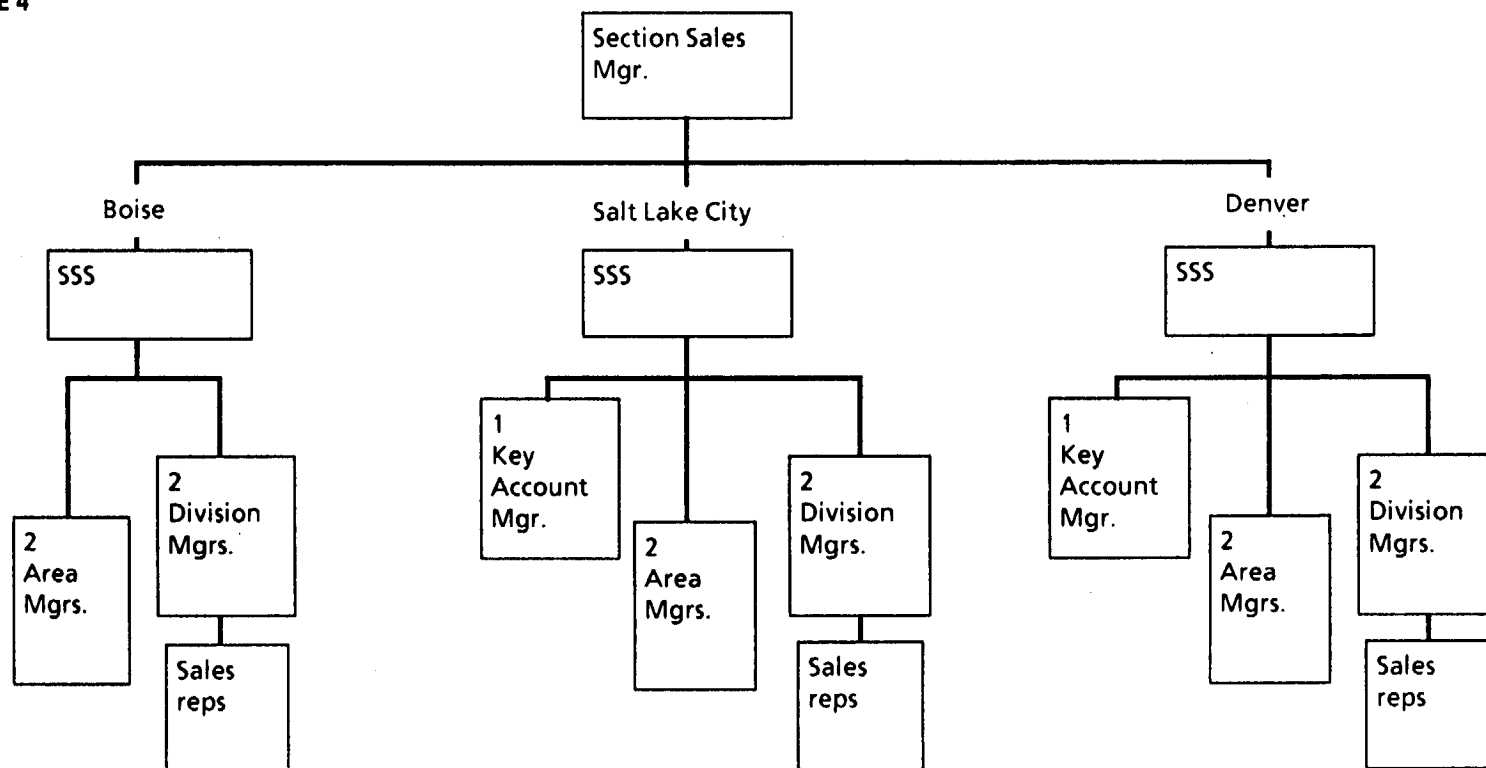 E 4
Section Sales
Mgr.
Boise
Salt Lake City
Denver
SSS
SSS
SSS
2
Area
Mgrs.
2
Division
Mgrs.
Sales
reps
1
Key
Account
Mgr.
2
Area
Mgrs.
2
Division
Mgrs.
Sales
reps
1
Key
Account
Mgr.
2
Area
Mgrs.
2
Division
Mgrs.
Sales
reps